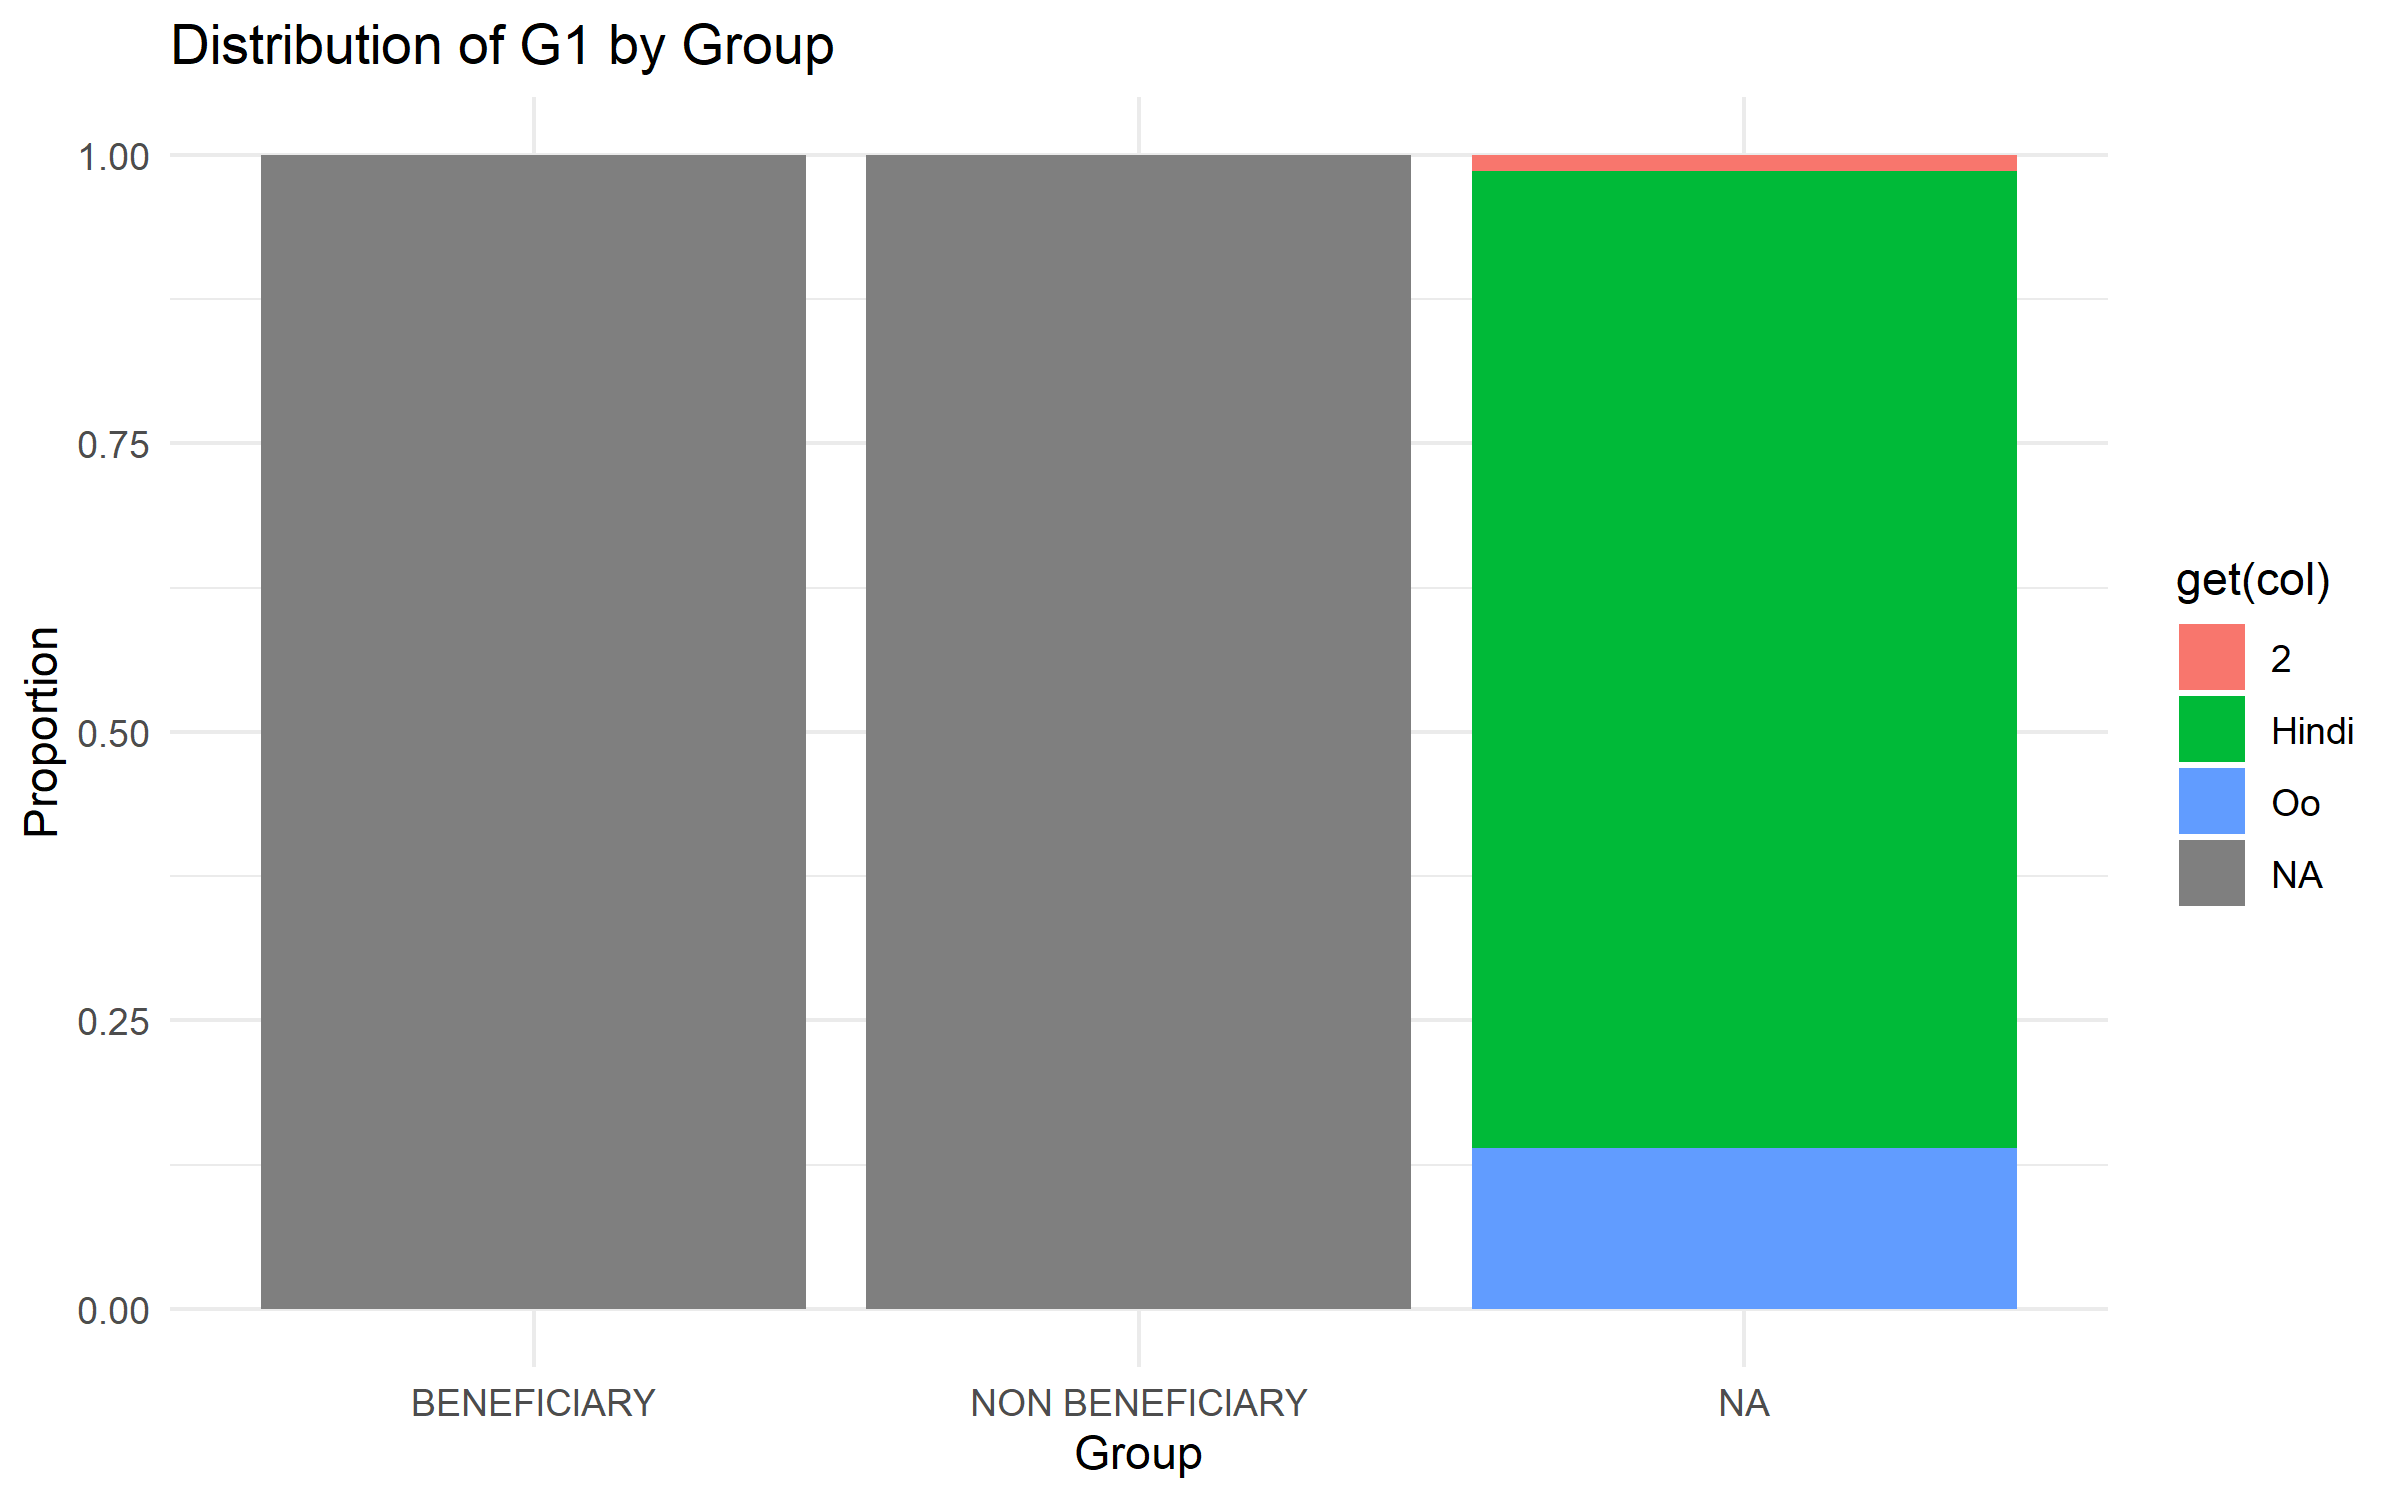 Distribution of G1 by Group
1.00
0.75
0.50
0.25
0.00
Proportion
BENEFICIARY
NON BENEFICIARY
NA
Group
get(col)
2
Hindi
Oo
NA